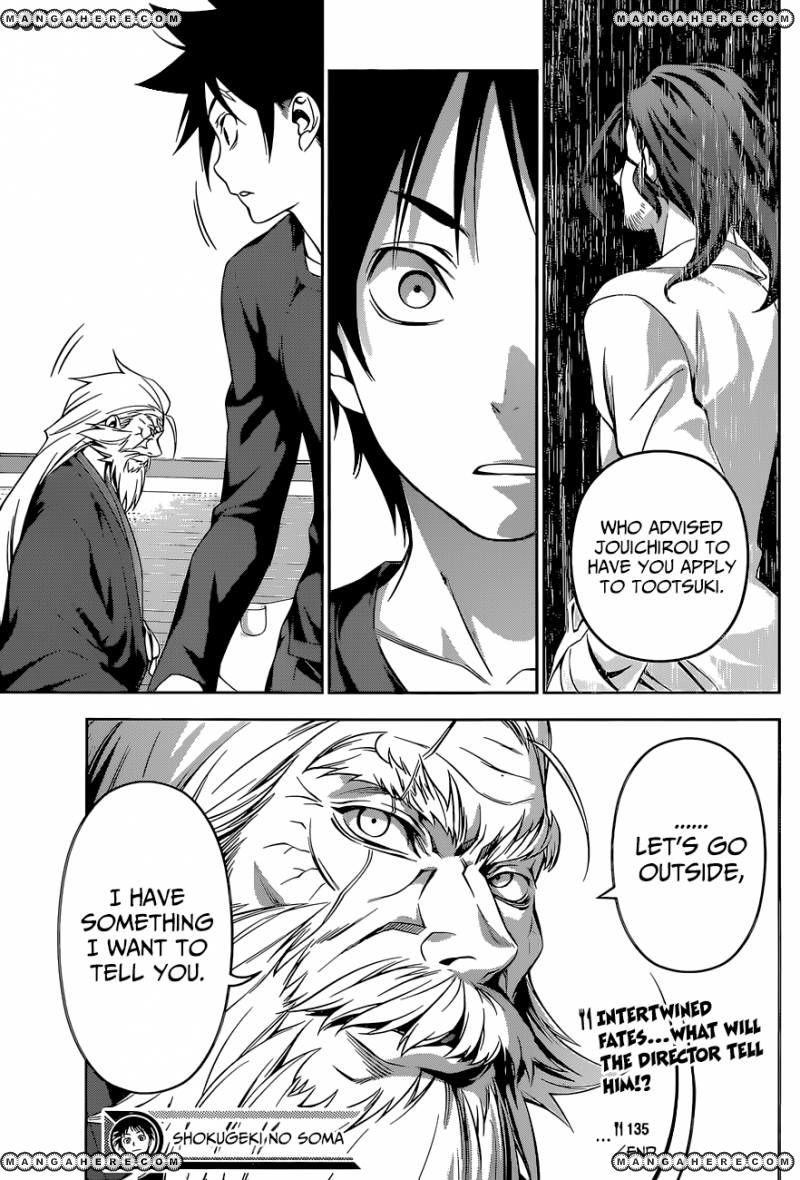 MANGAHERE.COM
MANGAHERE.COM
WHO ADVISED
JOUICHIROU TO
HAVE YOU APPLY
TO TOOTSUKI.
......
LET'S GO
OUTSIDE,
I HAVE
SOMETHING
I WANT TO
TELL YOU.
INTERTWINED
FATES...WHAT WILL
THE DIRECTOR TELL
HIM!?
SHOKUGEKI NO SOMA
... 135
/END
MANGAHERE.COM
MANGAHERE.COM